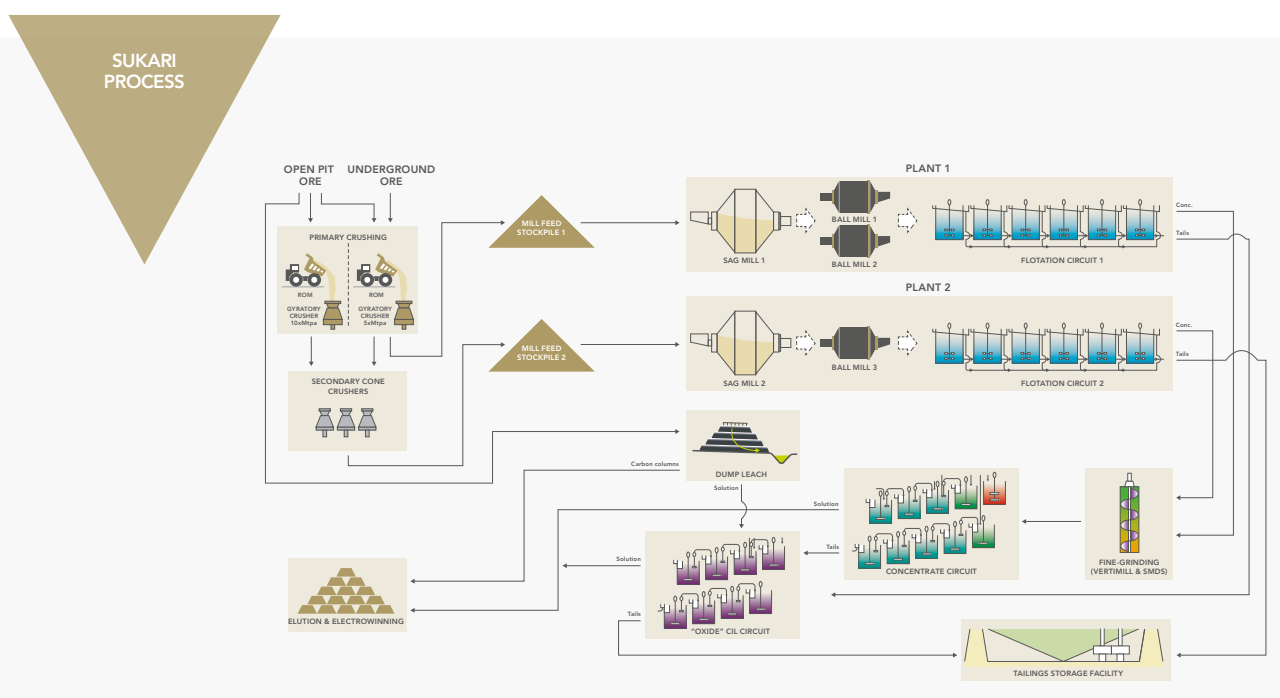 SUKARI
PROCESS
OPEN PIT
ORE
UNDERGROUND
ORE
PRIMARY CRUSHING
ROM
GYRATORY
CRUSHER
10xMtpa
ROM
GYRATORY
CRUSHER
5xMtpa
SECONDARY CONE
CRUSHERS
MILL FEED
STOCKPILE 1
MILL FEED
STOCKPILE 2
PLANT 1
SAG MILL 1
BALL MILL 1
BALL MILL 2
FLOTATION CIRCUIT 1
Conc.
Tails
PLANT 2
SAG MILL 2
BALL MILL 3
FLOTATION CIRCUIT 2
Conc.
Tails
DUMP LEACH
Carbon columns
Solution
Solution
Tails
CONCENTRATE CIRCUIT
FINE-GRINDING
(VERTIMILL & SMDS)
Solution
Tails
"OXIDE" CIL CIRCUIT
ELUTION & ELECTROWINNING
TAILINGS STORAGE FACILITY